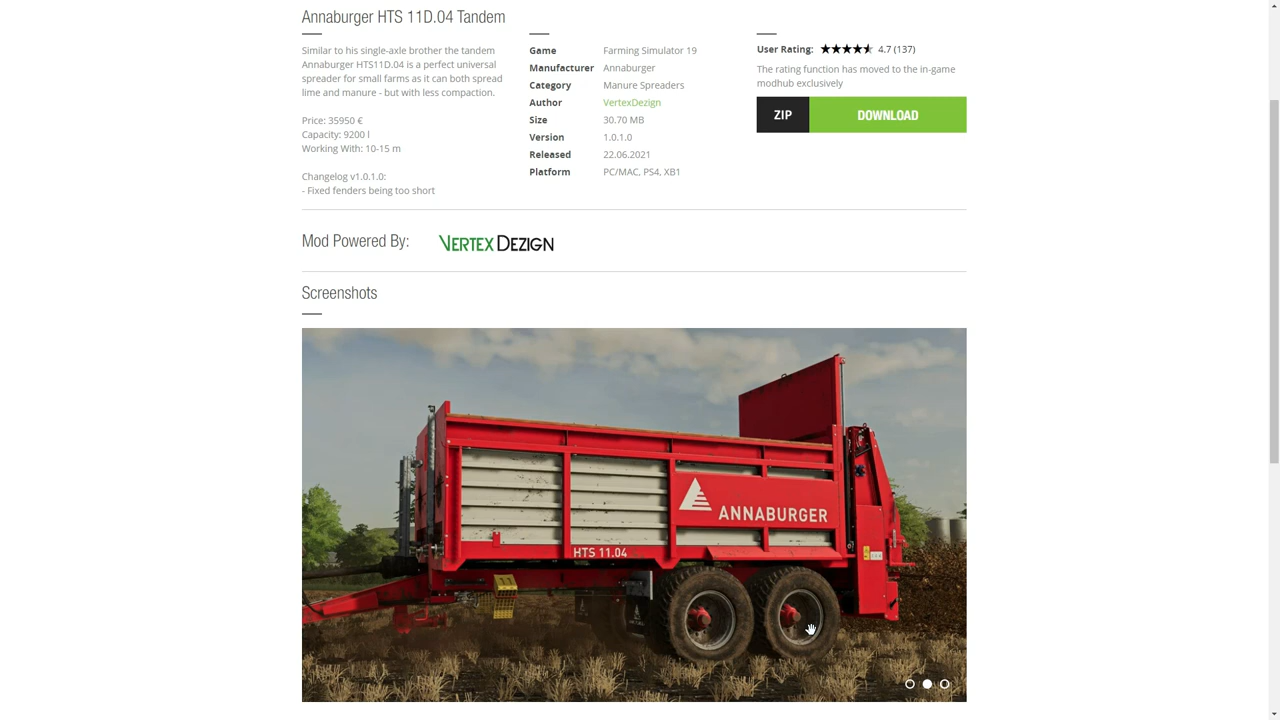 Annaburger HTS 11D.04 Tandem
Similar to his single-axle brother the tandem
Annaburger HTS11D.04 is a perfect universal
spreader for small farms as it can both spread
lime and manure - but with less compaction.
Price: 35950 €
Capacity: 9200 l
Working With: 10-15 m
Changelog v1.0.1.0:
- Fixed fenders being too short
Game Farming Simulator 19
Manufacturer Annaburger
Category Manure Spreaders
Author VertexDezign
Size 30.70 MB
Version 1.0.1.0
Released 22.06.2021
Platform PC/MAC, PS4, XB1
User Rating: 4.7 (137)
The rating function has moved to the in-game
modhub exclusively
ZIP DOWNLOAD
Mod Powered By: VERTEX DEZIGN
Screenshots
ANNABURGER
HTS 11.04